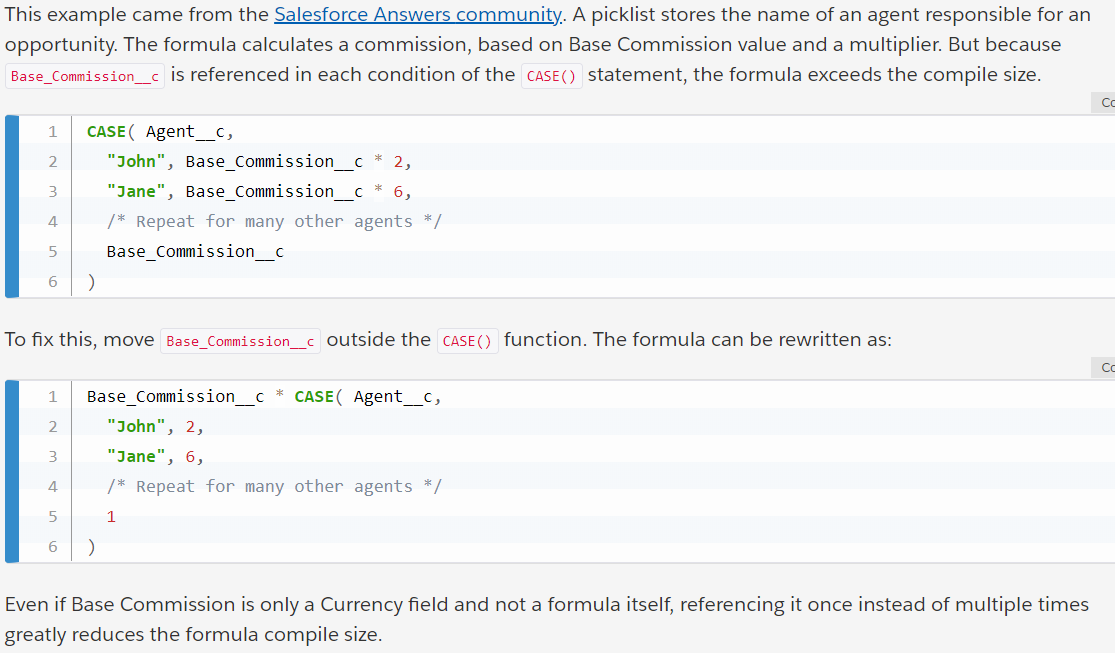 This example came from the Salesforce Answers community. A picklist stores the name of an agent responsible for an
opportunity. The formula calculates a commission, based on Base Commission value and a multiplier. But because
Base_Commission__c is referenced in each condition of the CASE() statement, the formula exceeds the compile size.
Co
1 CASE( Agent__c,
2 "John", Base_Commission__c * 2,
3 "Jane", Base_Commission__c * 6,
4 /* Repeat for many other agents */
5 Base_Commission__c
6 )
To fix this, move Base_Commission__c outside the CASE() function. The formula can be rewritten as:
Co
1 Base_Commission__c * CASE( Agent__c,
2 "John", 2,
3 "Jane", 6,
4 /* Repeat for many other agents */
5 1
6 )
Even if Base Commission is only a Currency field and not a formula itself, referencing it once instead of multiple times
greatly reduces the formula compile size.